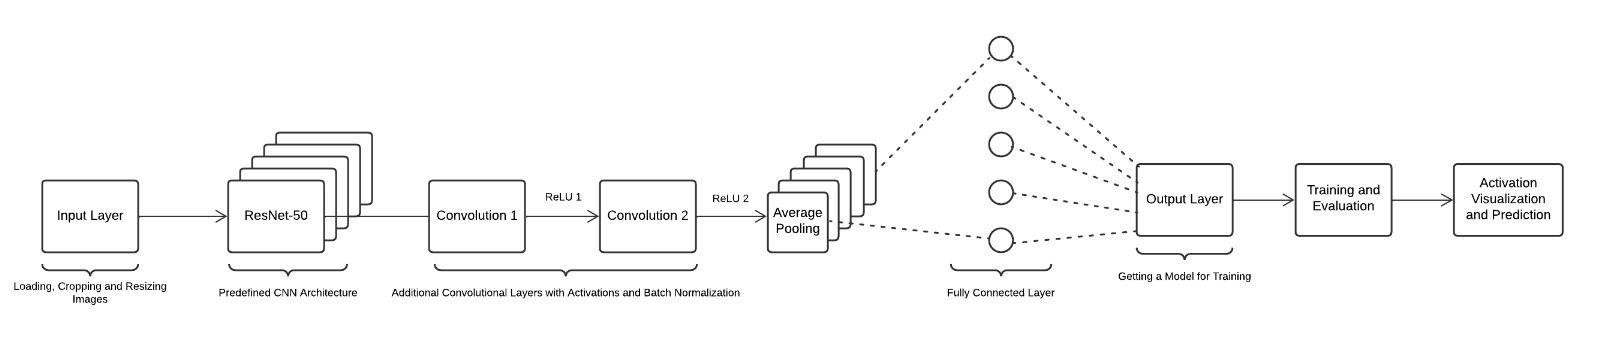 Input Layer
Loading, Cropping and Resizing
Images
ResNet-50
Predefined CNN Architecture
Convolution 1
ReLU 1
Convolution 2
ReLU 2
Additional Convolutional Layers with Activations and Batch Normalization
Average
Pooling
Fully Connected Layer
Output Layer
Getting a Model for Training
Training and
Evaluation
Activation
Visualization
and Prediction